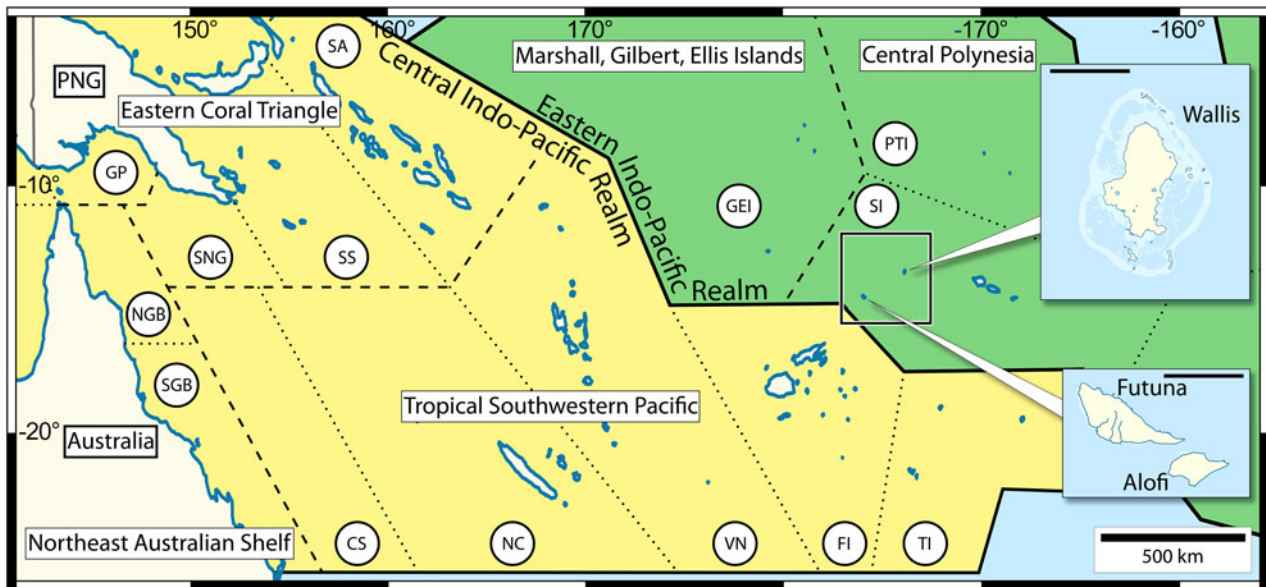 150°
160°
170°
-170°
-160°
SA
PNG
Eastern Coral Triangle
Central Indo-Pacific Realm
Marshall, Gilbert, Ellis Islands
Central Polynesia
Eastern Indo-Pacific Realm
Wallis
PTI
GP
-10°
GEI
SI
SNG
SS
NGB
SGB
Tropical Southwestern Pacific
Futuna
-20°
Australia
Alofi
Northeast Australian Shelf
CS
NC
VN
FI
TI
500 km